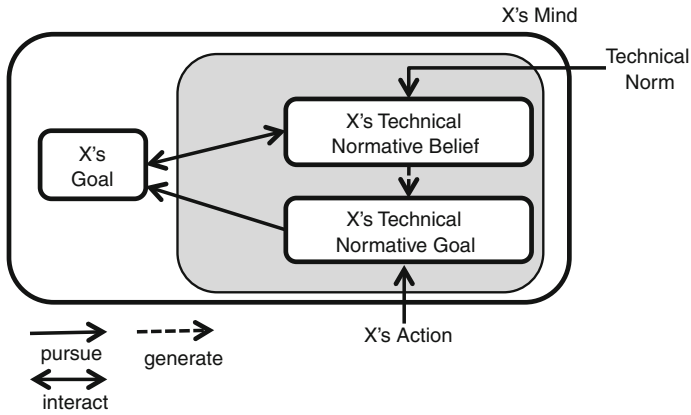 X's Mind
Technical
Norm
X's Technical
Normative Belief
X's
Goal
X's Technical
Normative Goal
X's Action
pursue
generate
interact